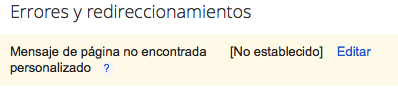 Errores y redireccionamientos
Mensaje de página no encontrada [No establecido] Editar
personalizado ?